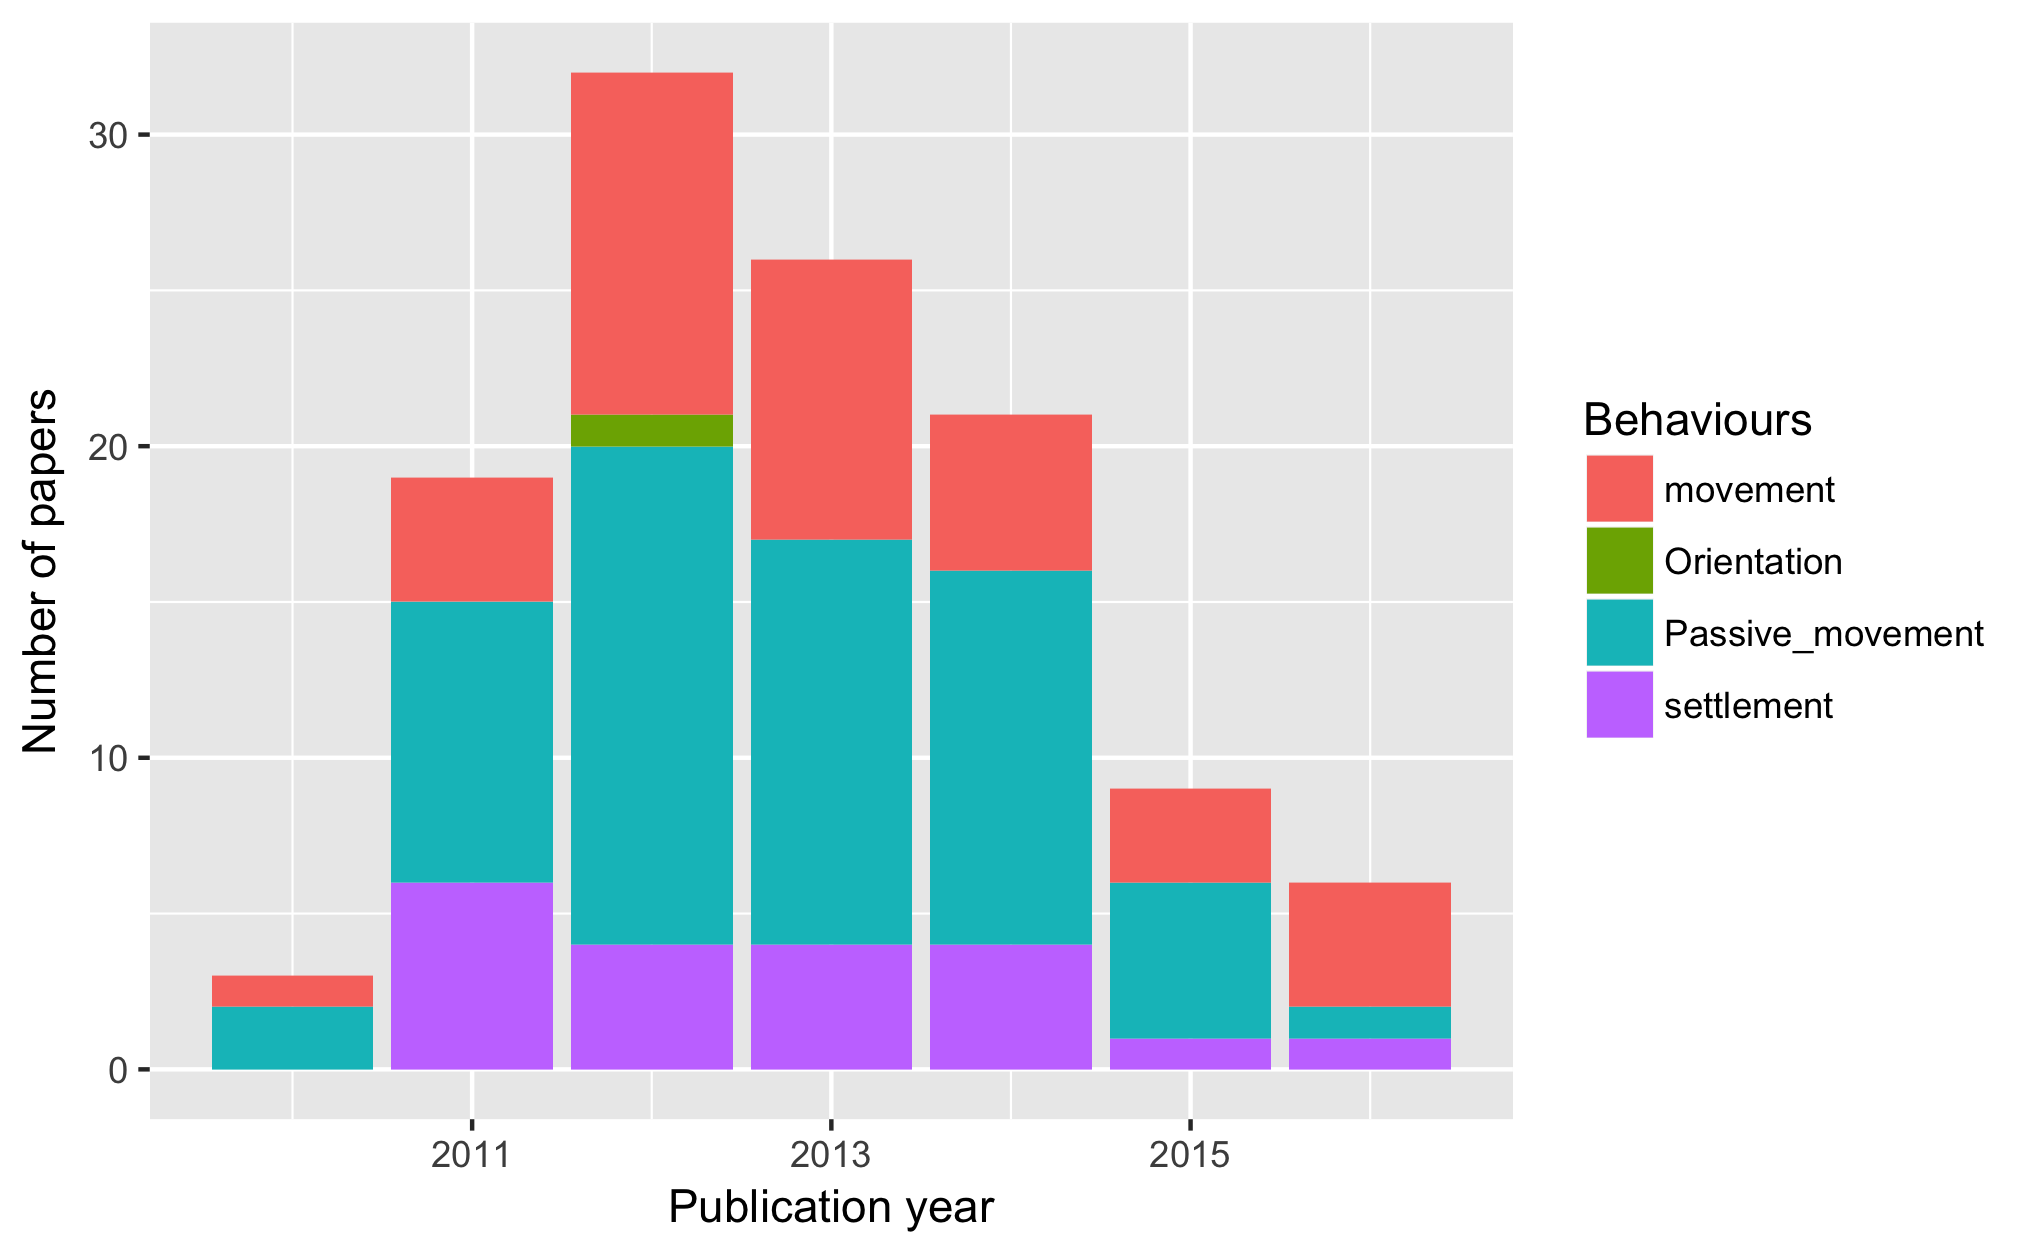 Number of papers
30
20
10
0
2011
2013
2015
Publication year
Behaviours
movement
Orientation
Passive_movement
settlement